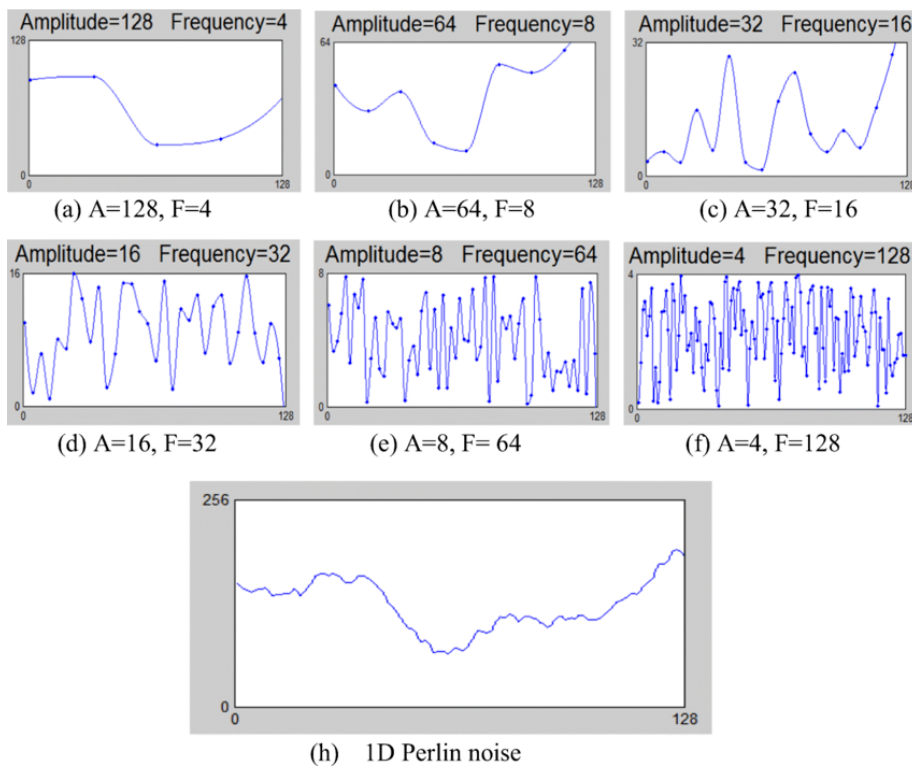 Amplitude=128 Frequency=4
Amplitude=64 Frequency=8
Amplitude=32 Frequency=16
128
0
0
128
64
0
0
128
32
0
0
128
(a) A=128, F=4
(b) A=64, F=8
(c) A=32, F=16
Amplitude=16 Frequency=32
Amplitude=8 Frequency=64
Amplitude=4 Frequency=128
16
0
0
128
8
0
0
128
4
0
0
128
(d) A=16, F=32
(e) A=8, F= 64
(f) A=4, F=128
256
0
0
128
(h) 1D Perlin noise